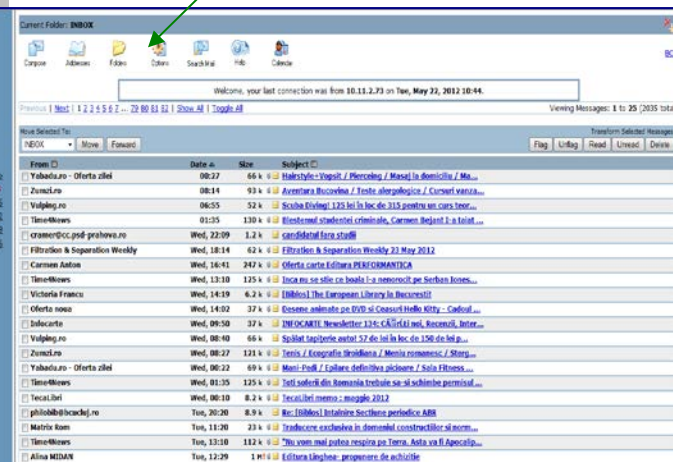 Current Folder: INBOX
Compose Addresses Folders Options Search Mail Help Calendar
Welcome, your last connection was from 10.11.2.73 on Tue, May 22, 2012 10:44.
Previous | Next | 1 2 3 4 5 6 7 ... 79 80 81 82 | Show All | Toggle All Viewing Messages: 1 to 25 (2035 total
Move Selected To: Transform Selected Messages
INBOX Move Forward Flag Unflag Read Unread Delete
From Date Size Subject
Yabadu.ro - Oferta zilei 00:27 66 k Hairstyle+Vopsit / Pierceing / Masaj la domiciliu / Ma...
Zumzi.ro 08:14 93 k Aventura Bucovina / Teste alergologice / Cursuri vanza...
Vulping.ro 06:55 52 k Scuba Diving! 125 lei in loc de 315 pentru un curs teor...
Time4News 01:35 130 k Blestemul studentei criminale, Carmen Bejan! I-a taiat ...
cramer@cc.psd-prahova.ro Wed, 22:09 1.2 k candidatul fara studii
Filtration & Separation Weekly Wed, 18:14 62 k Filtration & Separation Weekly 23 May 2012
Carmen Anton Wed, 16:41 247 k Oferta carte Editura PERFORMANTICA
Time4News Wed, 13:10 125 k Inca nu se stie ce boala l-a nenorocit pe Serban Iones...
Victoria Francu Wed, 14:19 6.2 k [Biblos] The European Library la Bucuresti!
Oferta noua Wed, 14:02 37 k Desene animate pe DVD si Ceasuri Hello Kitty - Cadoul ...
Infocarte Wed, 09:50 37 k INFOCARTE Newsletter 134: noi, Recenzii, Inter...
Vulping.ro Wed, 08:40 66 k Spălat tapiţerie auto! 57 de lei în loc de 150 de lei p...
Zumzi.ro Wed, 08:27 121 k Tenis / Ecografie tiroidiana / Meniu romanesc / Sterg...
Yabadu.ro - Oferta zilei Wed, 00:22 69 k Mani-Pedi / Epilare definitiva picioare / Sala Fitness ...
Time4News Wed, 01:35 125 k Toti soferii din Romania trebuie sa-si schimbe permisul ...
TecaLibri Wed, 00:10 8.2 k TecaLibri memo : maggio 2012
philobib@bcucluj.ro Tue, 20:20 8.9 k Re: [Biblos] Intalnire Sectiune periodice ABR
Matrix Rom Tue, 11:20 23 k Traducere exclusiva in domeniul constructiilor si norm...
Time4News Tue, 13:10 112 k "Nu vom mai putea respira pe Terra. Asta va fi Apocalip...
Alina MIDAN Tue, 12:29 1 M Editura Linghea- propunere de achizitie